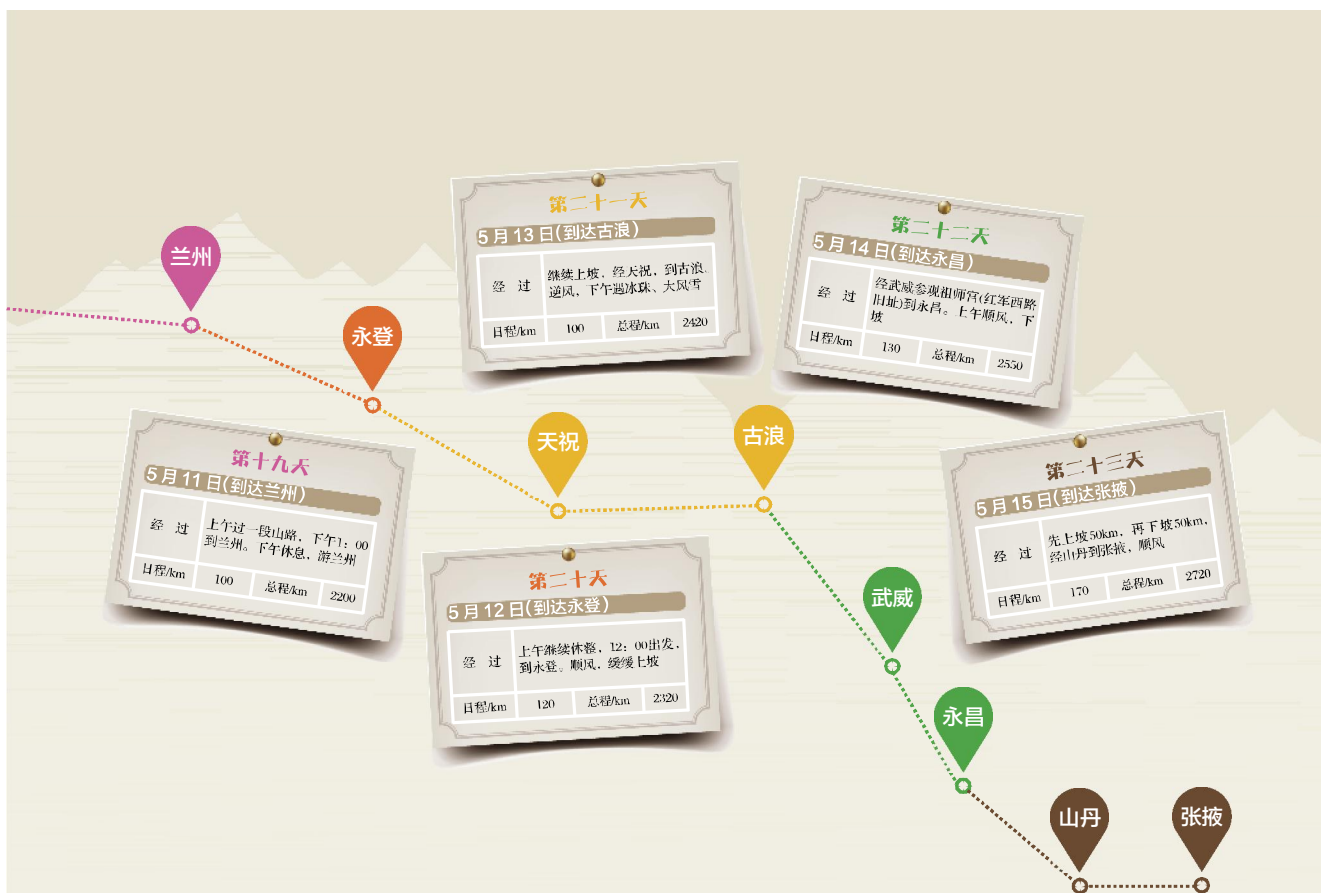 兰州
永登
天祝
古浪
武威
永昌
山丹
张掖
第十九天
5月11日(到达兰州)
经 过
上午过一段山路，下午1：00
到兰州。下午休息，游兰州
日程/km 100 总程/km 2200
第二十天
5月12日(到达永登)
经 过
上午继续休整，12：00出发，
到永登。顺风，缓缓上坡
日程/km 120 总程/km 2320
第二十一天
5月13日(到达古浪)
经 过
继续上坡，经天祝，到古浪。
逆风，下午遇冰珠、大风雪
日程/km 100 总程/km 2420
第二十二天
5月14日(到达永昌)
经 过
经武威参观祖师宫(红军西路
旧址)到永昌。上午顺风，下
坡
日程/km 130 总程/km 2550
第二十三天
5月15日(到达张掖)
经 过
先上坡50km，再下坡50km，
经山丹到张掖，顺风
日程/km 170 总程/km 2720